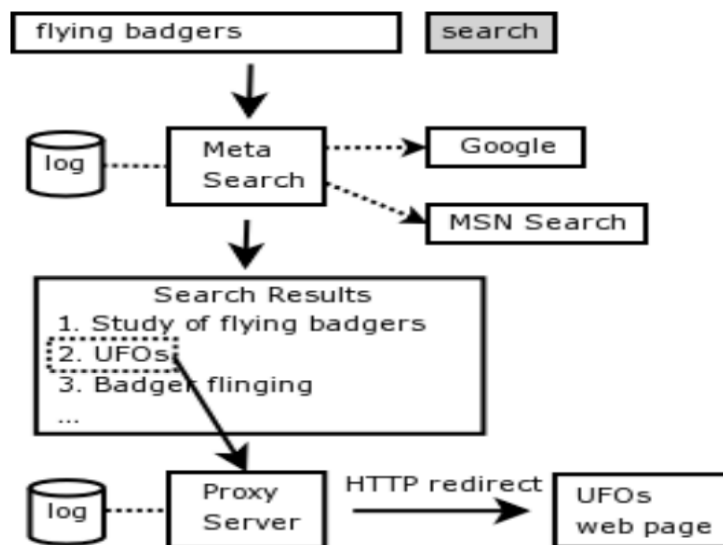 flying badgers
search
log
Meta
Search
Google
MSN Search
Search Results
1. Study of flying badgers
2. UFOs
3. Badger flinging
...
log
Proxy
Server
HTTP redirect
UFOs
web page